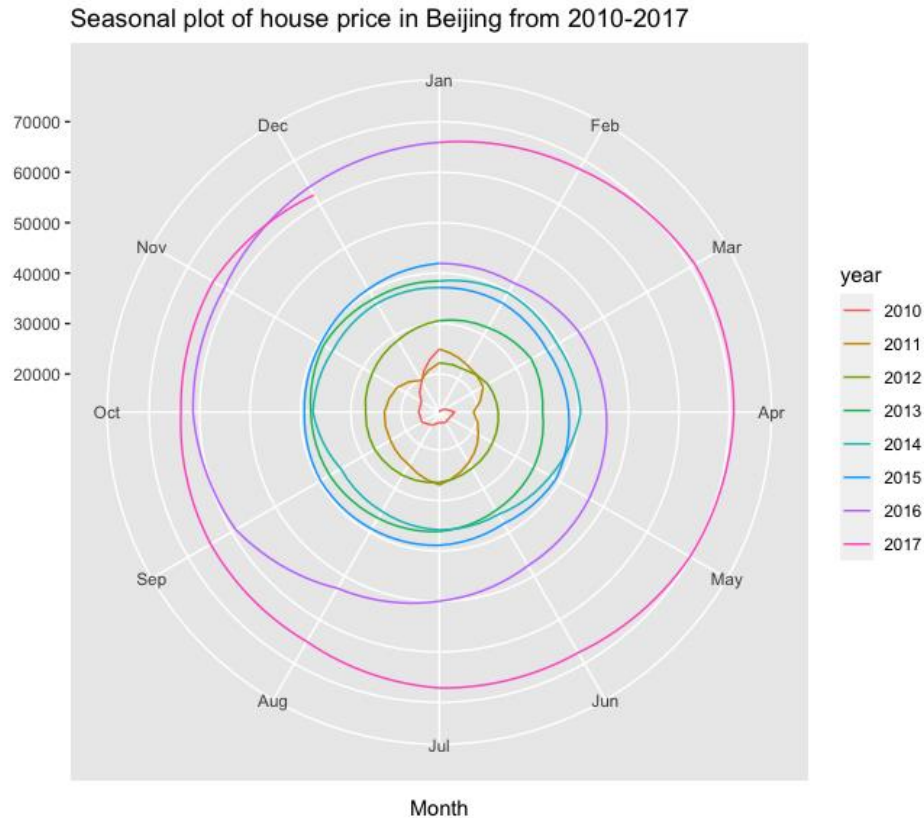 Seasonal plot of house price in Beijing from 2010-2017
Jan
Dec
Feb
70000
60000
50000
40000
30000
20000
Nov
Mar
Oct
Apr
Sep
May
Aug
Jun
Jul
Month
year
2010
2011
2012
2013
2014
2015
2016
2017